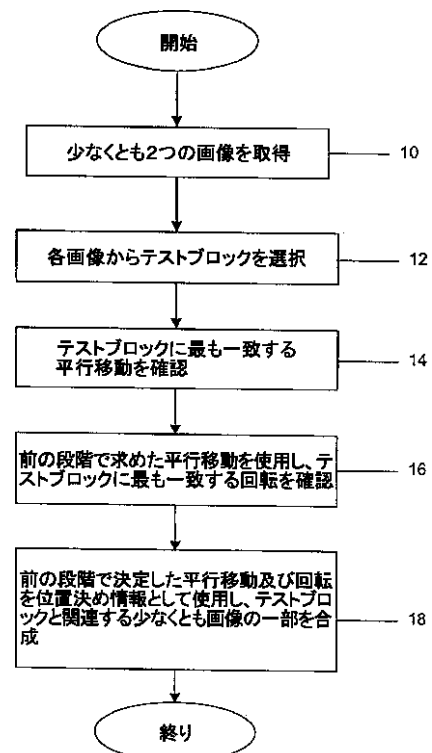 開始
少なくとも2つの画像を取得
10
各画像からテストブロックを選択
12
テストブロックに最も一致する
平行移動を確認
14
前の段階で求めた平行移動を使用し、テ
ストブロックに最も一致する回転を確認
16
前の段階で決定した平行移動及び回転
を位置決め情報として使用し、テストブロ
ックと関連する少なくとも画像の一部を合
成
18
終り